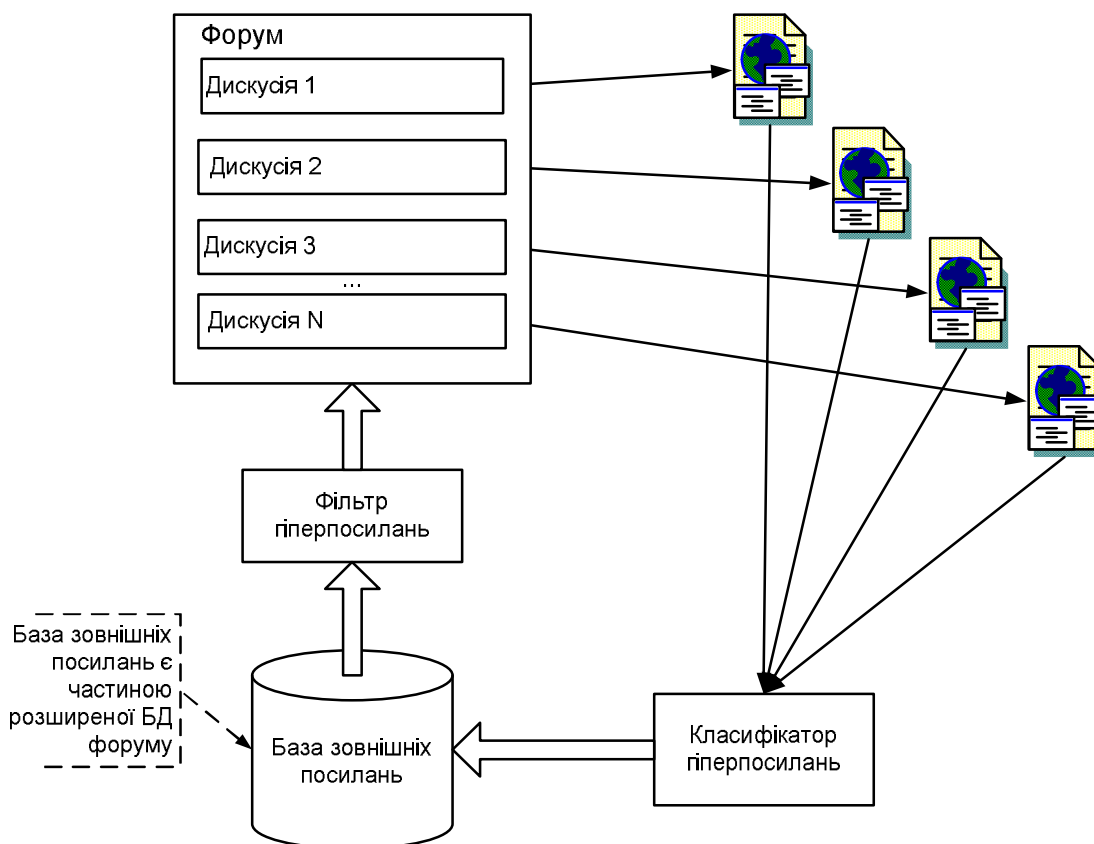 Форум
Дискусія 1
Дискусія 2
Дискусія 3
...
Дискусія N
Фільтр
гіперпосилань
База зовнішніх
посилань є
частиною
розширеної БД
форуму
База зовнішніх
посилань
Класифікатор
гіперпосилань